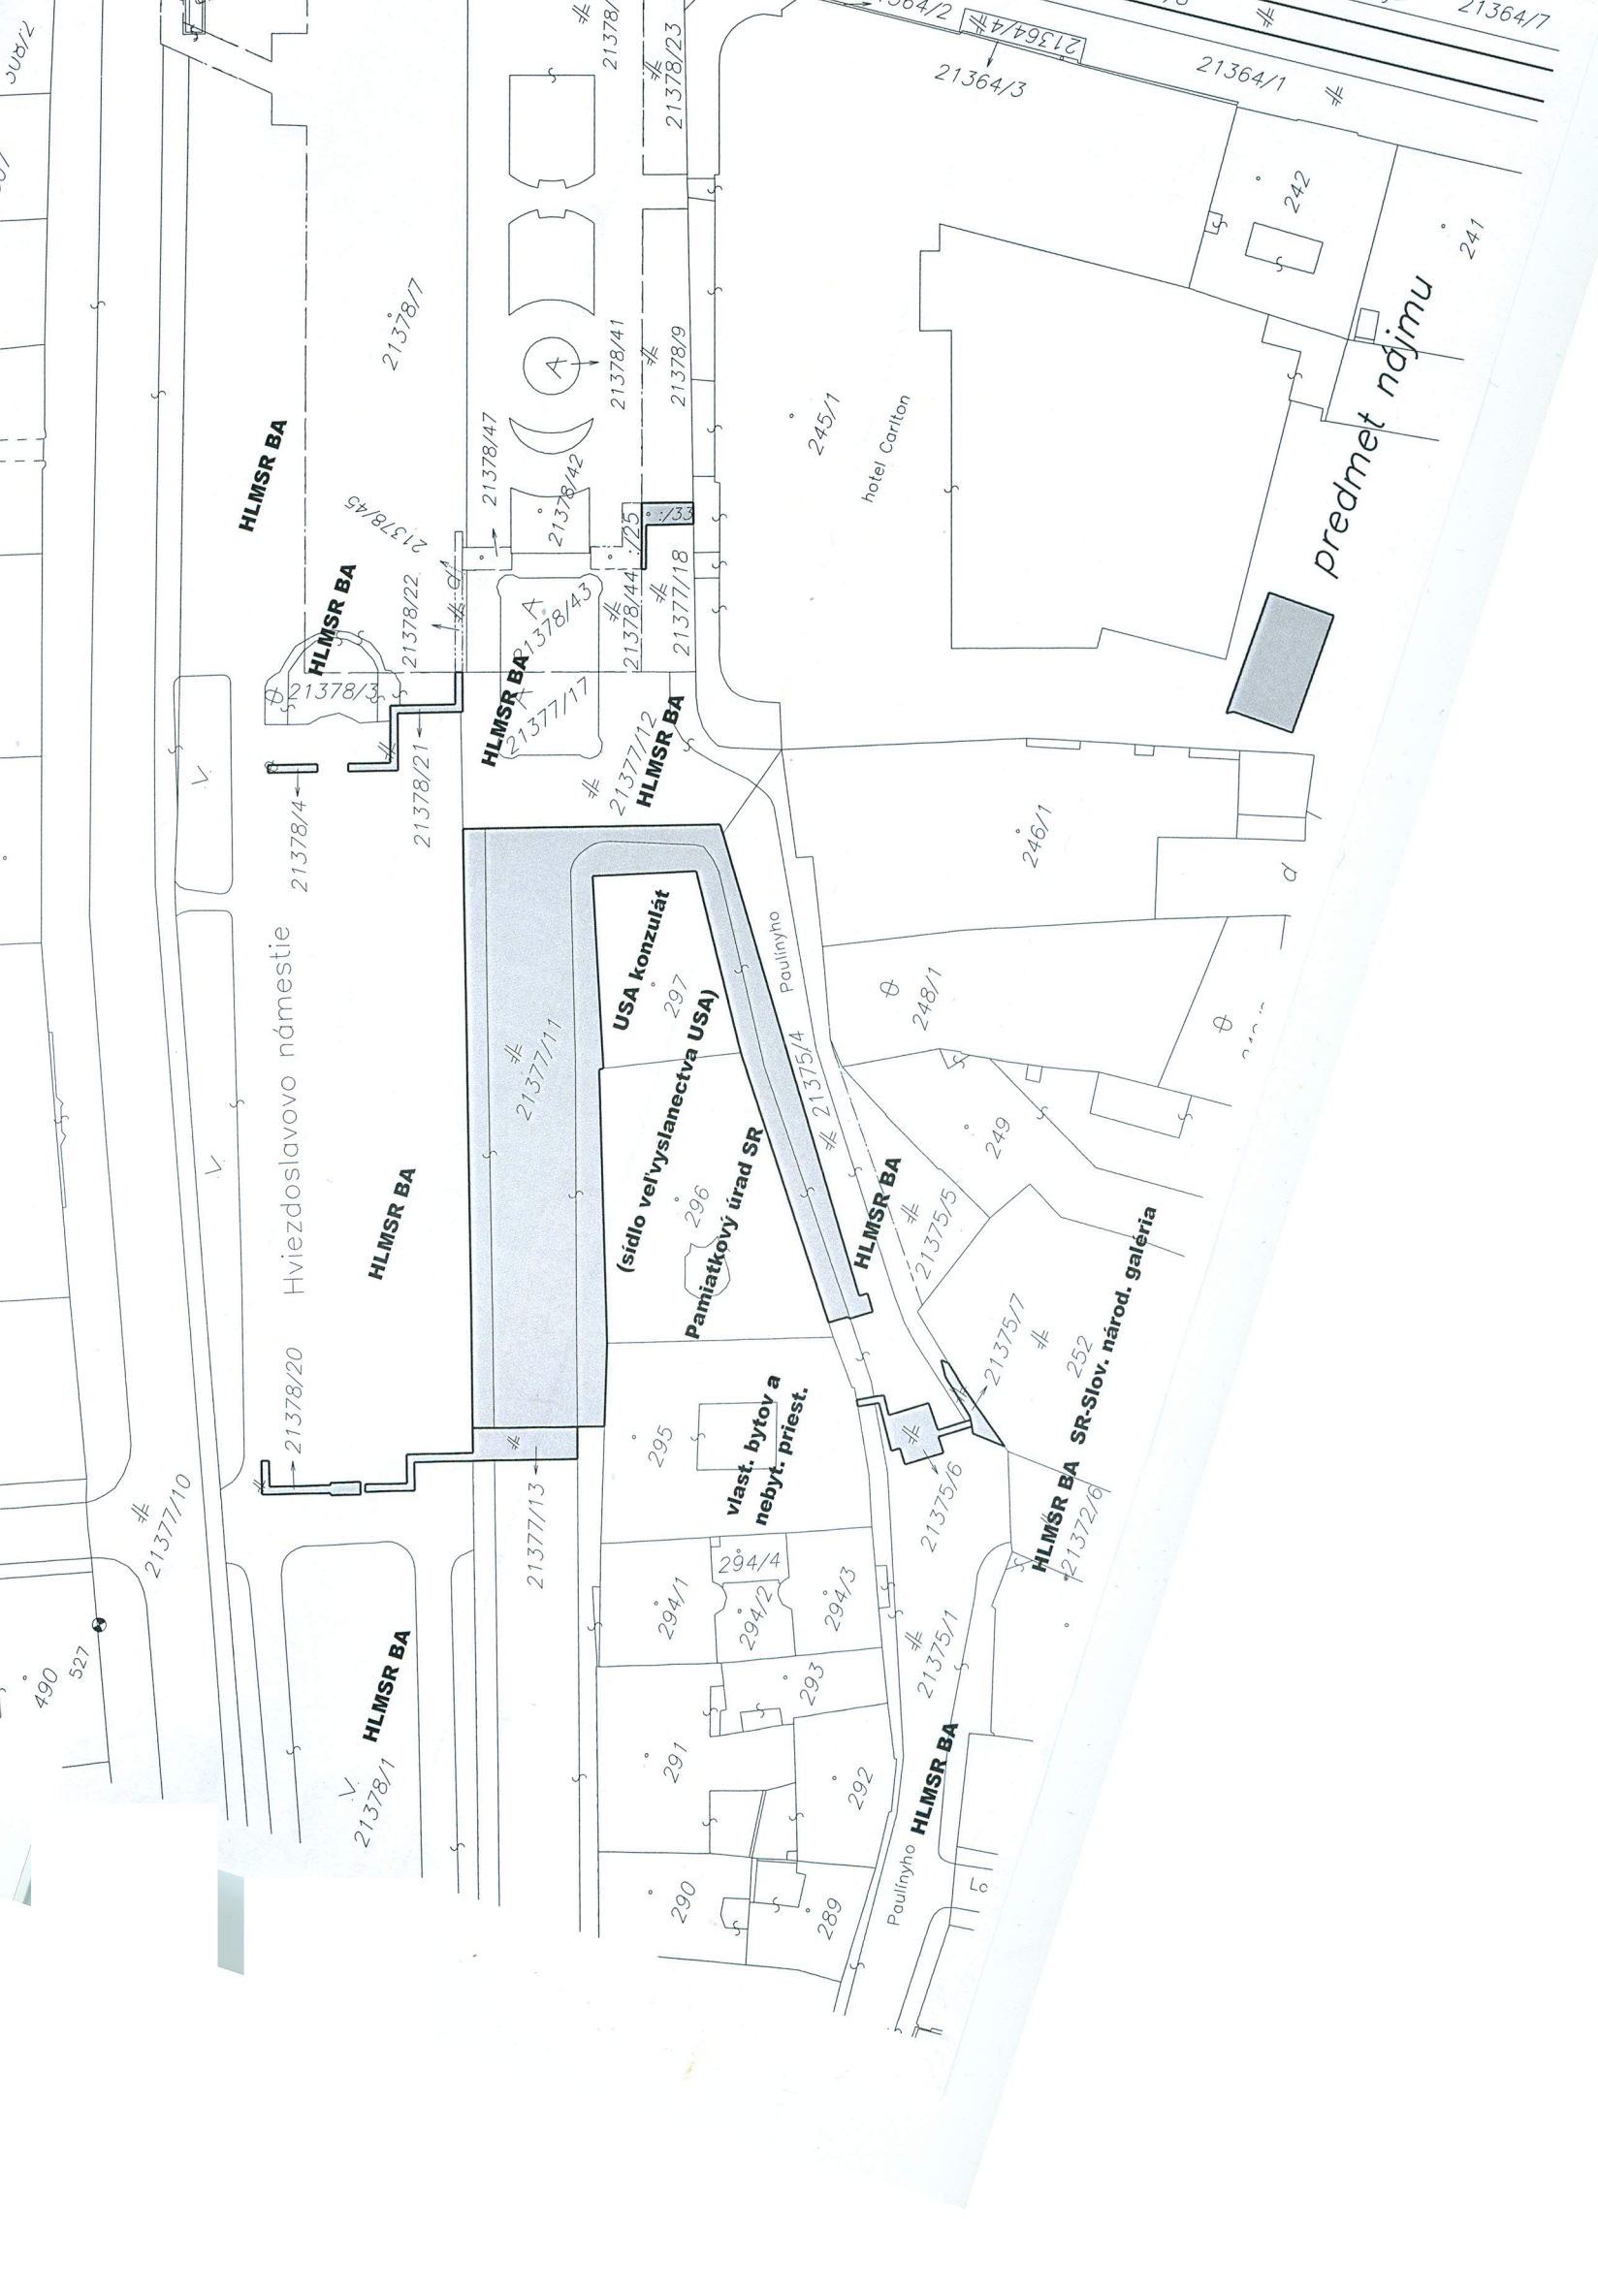 21364/2
21364/4
21364/3
21364/1
21364/7
21378/23
242
241
21378/7
21378/41
21378/9
21378/47
245/1
hotel Carlton
predmet nájmu
HLMSR BA
21378/45
21378/42
:/25
:/33
HLMSR BA
21378/22
21378/44
21377/18
21378/43
21378/3
HLMSR BA
21377/17
21377/12
HLMSR BA
21378/21
21378/4
246/1
Hviezdoslavovo námestie
USA konzulát
297
(sídlo veľvyslanectva USA)
Paulínyho
248/1
21377/11
21375/4
249
296
Pamiatkový úrad SR
HLMSR BA
HLMSR BA
21375/5
21375/7
252
SR-Slov. národ. galéria
21378/20
295
vlast. bytov a
nebyt. priest.
21377/10
21377/13
21375/6
HLMSR BA
21372/6
294/4
294/1
294/2
294/3
21375/1
490
527
HLMSR BA
293
291
292
21378/1
HLMSR BA
Paulínyho
290
289